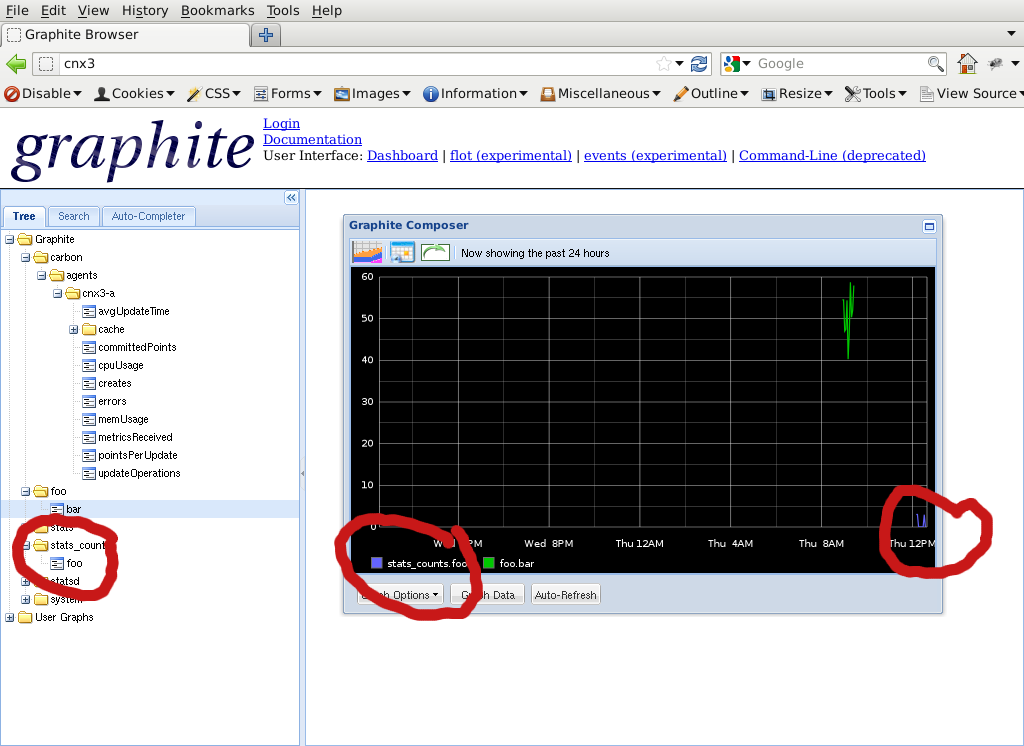 File Edit View History Bookmarks Tools Help
Graphite Browser
cnx3
Google
Disable Cookies CSS Forms Images Information Miscellaneous Outline Resize Tools View Source
graphite
Login
Documentation
User Interface: Dashboard | flot (experimental) | events (experimental) | Command-Line (deprecated)
Tree Search Auto-Completer
Graphite
carbon
agents
cnx3-a
avgUpdateTime
cache
committedPoints
cpuUsage
creates
errors
memUsage
metricsReceived
pointsPerUpdate
updateOperations
foo
bar
stats
stats_count
foo
statsd
system
User Graphs
Graphite Composer
Now showing the past 24 hours
60
50
40
30
20
10
0
Wed 8PM Thu 12AM Thu 4AM Thu 8AM Thu 12PM
stats_counts.foo foo.bar
Options Data Auto-Refresh